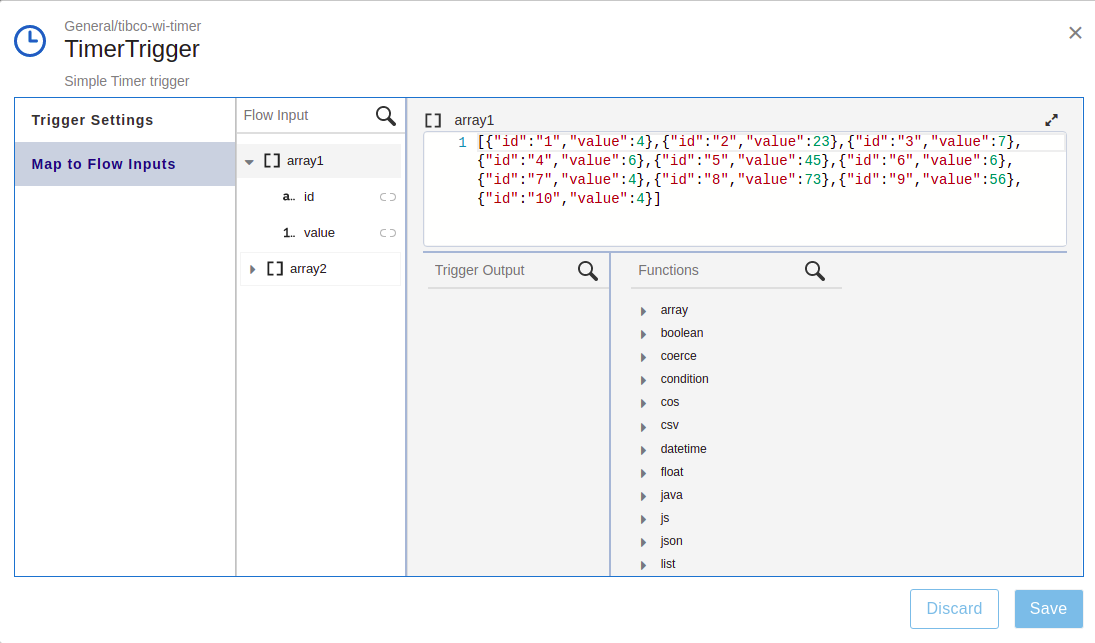 General/tibco-wi-timer
TimerTrigger
Simple Timer trigger
Trigger Settings
Map to Flow Inputs
Flow Input
array1
a.. id
1.. value
array2
array1
1 [{"id":"1","value":4},{"id":"2","value":23},{"id":"3","value":7},
{"id":"4","value":6},{"id":"5","value":45},{"id":"6","value":6},
{"id":"7","value":4},{"id":"8","value":73},{"id":"9","value":56},
{"id":"10","value":4}]
Trigger Output
Functions
array
boolean
coerce
condition
cos
csv
datetime
float
java
js
json
list
Discard
Save